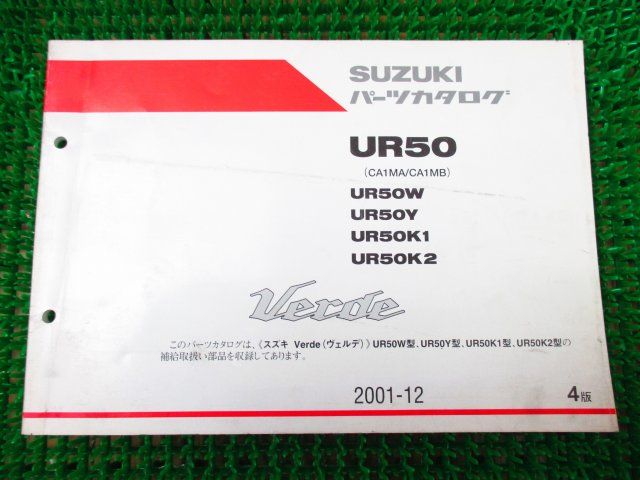 SUZUKI
パーツカタログ
UR50
(CA1MA/CA1MB)
UR50W
UR50Y
UR50K1
UR50K2
Verde
このパーツカタログは、《スズキ Verde(ヴェルデ)》UR50W型、UR50Y型、UR50K1型、UR50K2型の
補給取扱い部品を収録してあります。
2001-12
4版